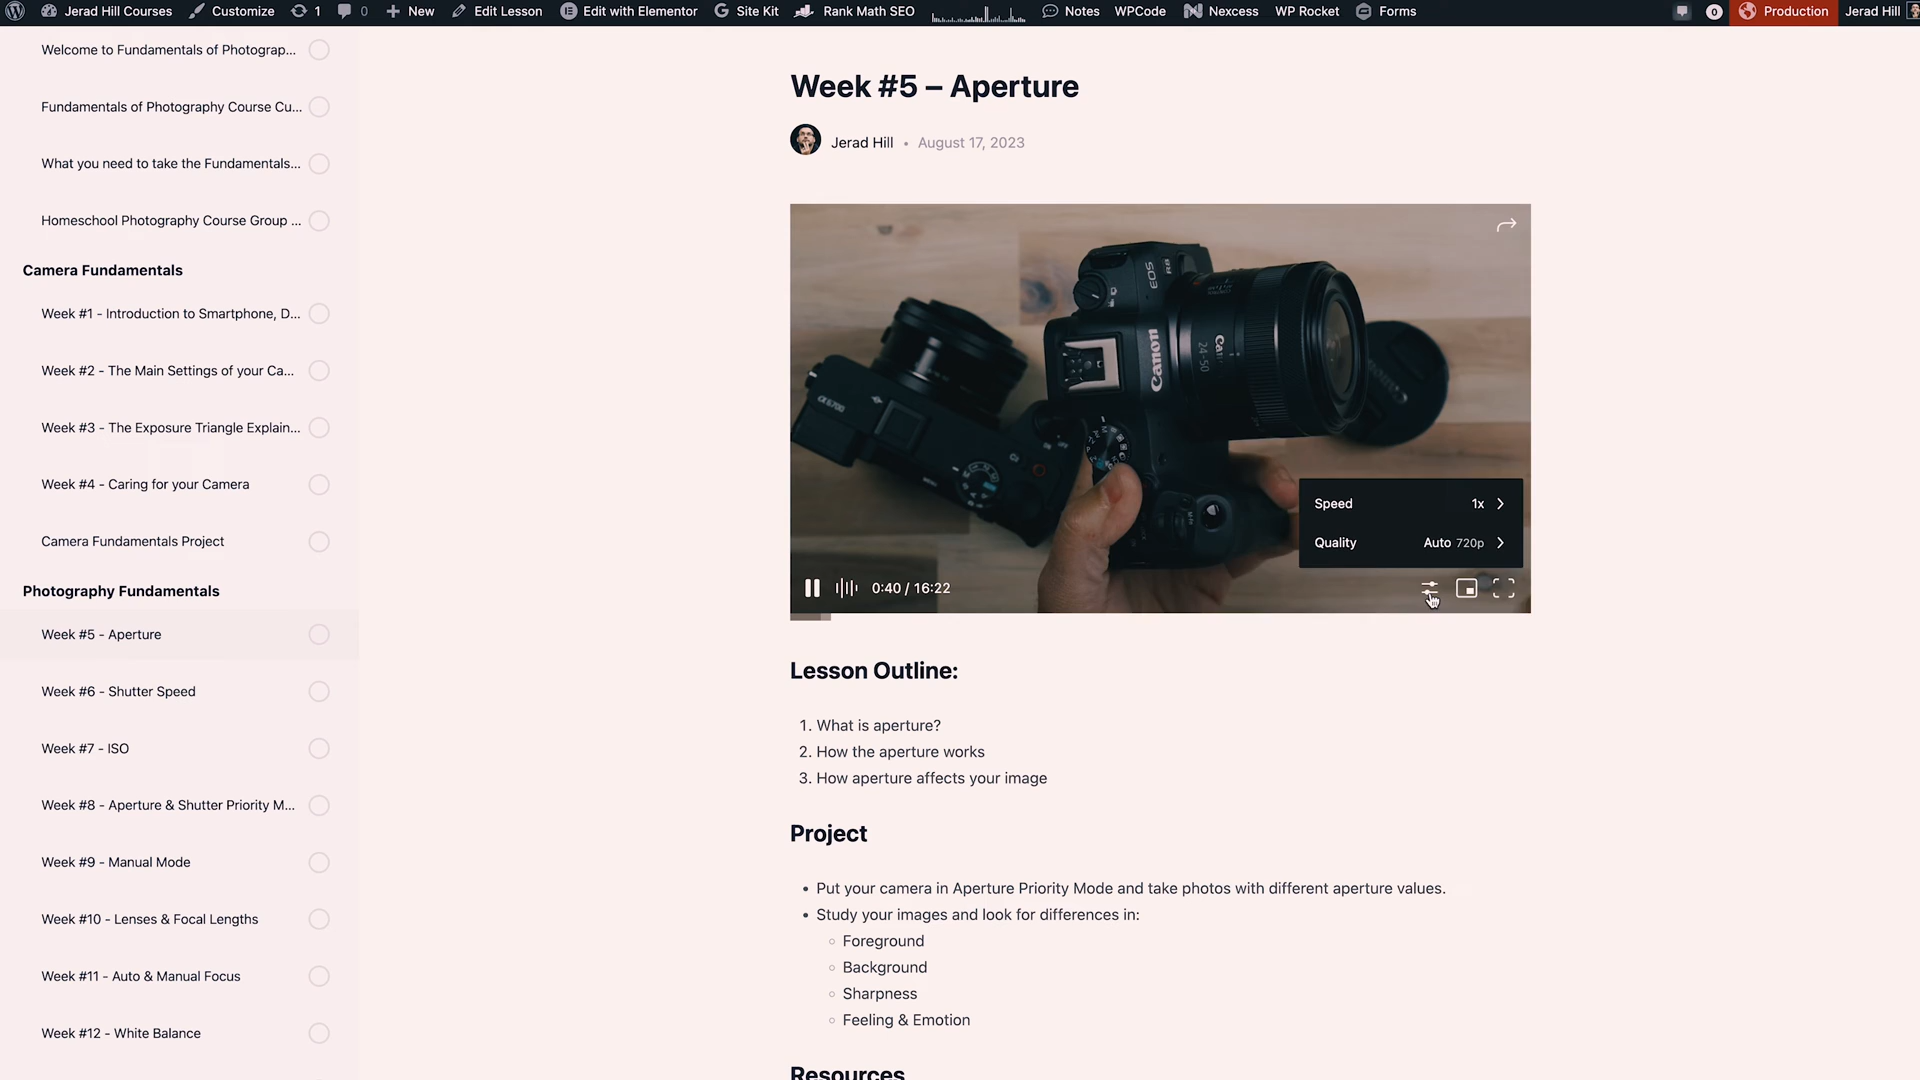 Jerad Hill Courses Customize 1 0 New Edit Lesson Edit with Elementor Site Kit Rank Math SEO Notes WPCode Nexcess WP Rocket Forms 0 Production Jerad Hill
Welcome to Fundamentals of Photograp...
Fundamentals of Photography Course Cu...
What you need to take the Fundamentals...
Homeschool Photography Course Group ...
Camera Fundamentals
Week #1 - Introduction to Smartphone, D...
Week #2 - The Main Settings of your Ca...
Week #3 - The Exposure Triangle Explain...
Week #4 - Caring for your Camera
Camera Fundamentals Project
Photography Fundamentals
Week #5 - Aperture
Week #6 - Shutter Speed
Week #7 - ISO
Week #8 - Aperture & Shutter Priority M...
Week #9 - Manual Mode
Week #10 - Lenses & Focal Lengths
Week #11 - Auto & Manual Focus
Week #12 - White Balance
Week #5 – Aperture
Jerad Hill • August 17, 2023
EOS R8
Canon
24-50
α6700
Speed 1x
Quality Auto 720p
0:40 / 16:22
Lesson Outline:
1. What is aperture?
2. How the aperture works
3. How aperture affects your image
Project
• Put your camera in Aperture Priority Mode and take photos with different aperture values.
• Study your images and look for differences in:
Foreground
Background
Sharpness
Feeling & Emotion
Resources